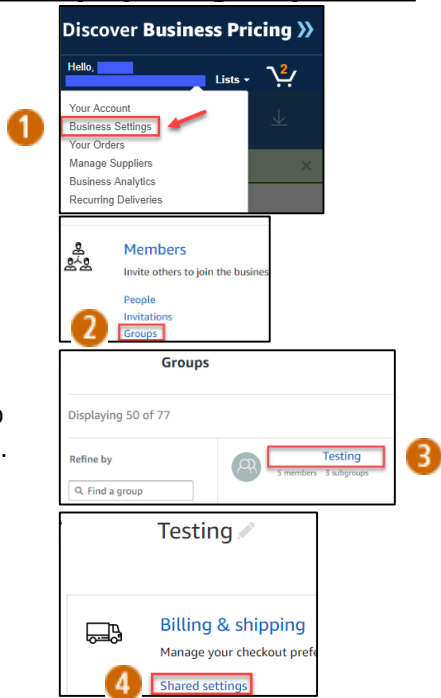 Discover Business Pricing »
Hello,
Lists
2
1
Your Account
Business Settings
Your Orders
Manage Suppliers
Business Analytics
Recurring Deliveries
Members
Invite others to join the busines
People
Invitations
2
Groups
Groups
Displaying 50 of 77
.
Refine by
Testing
3
5 members 3 subgroups
Find a group
Testing
Billing & shipping
Manage your checkout prefe
4
Shared settings